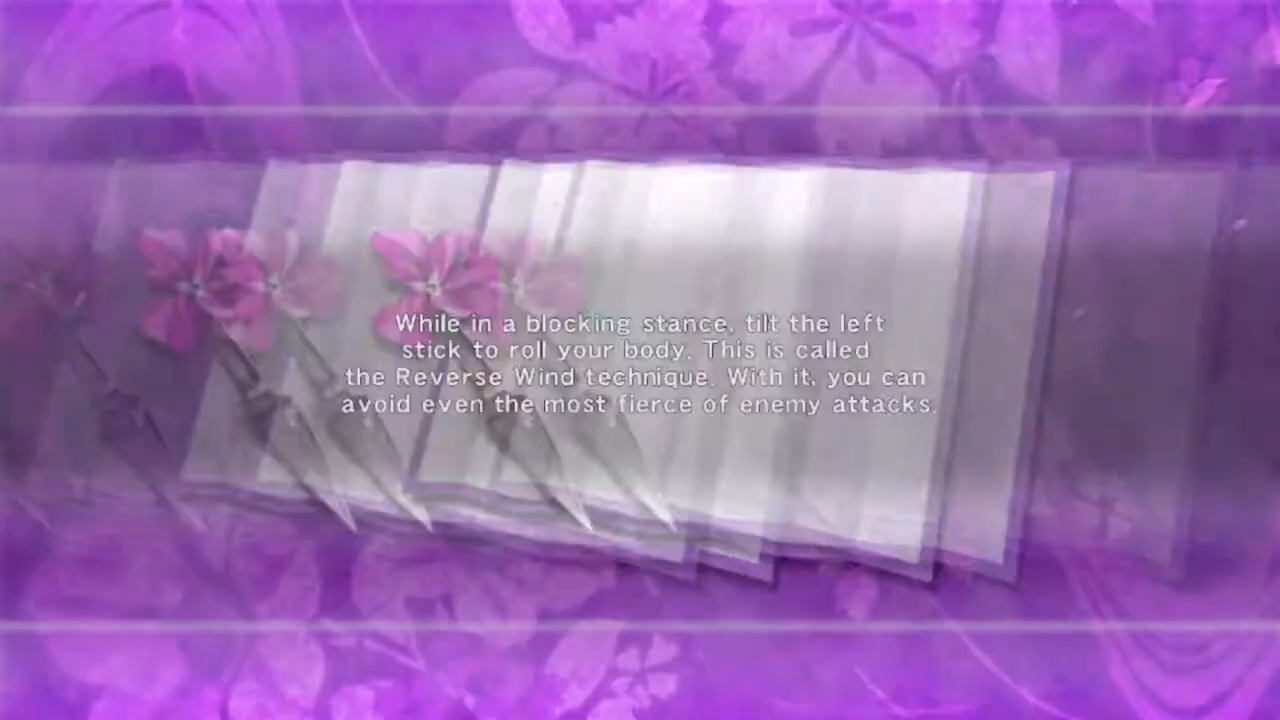 While in a blocking stance, tilt the left
stick to roll your body. This is called
the Reverse Wind technique. With it, you can
avoid even the most fierce of enemy attacks.